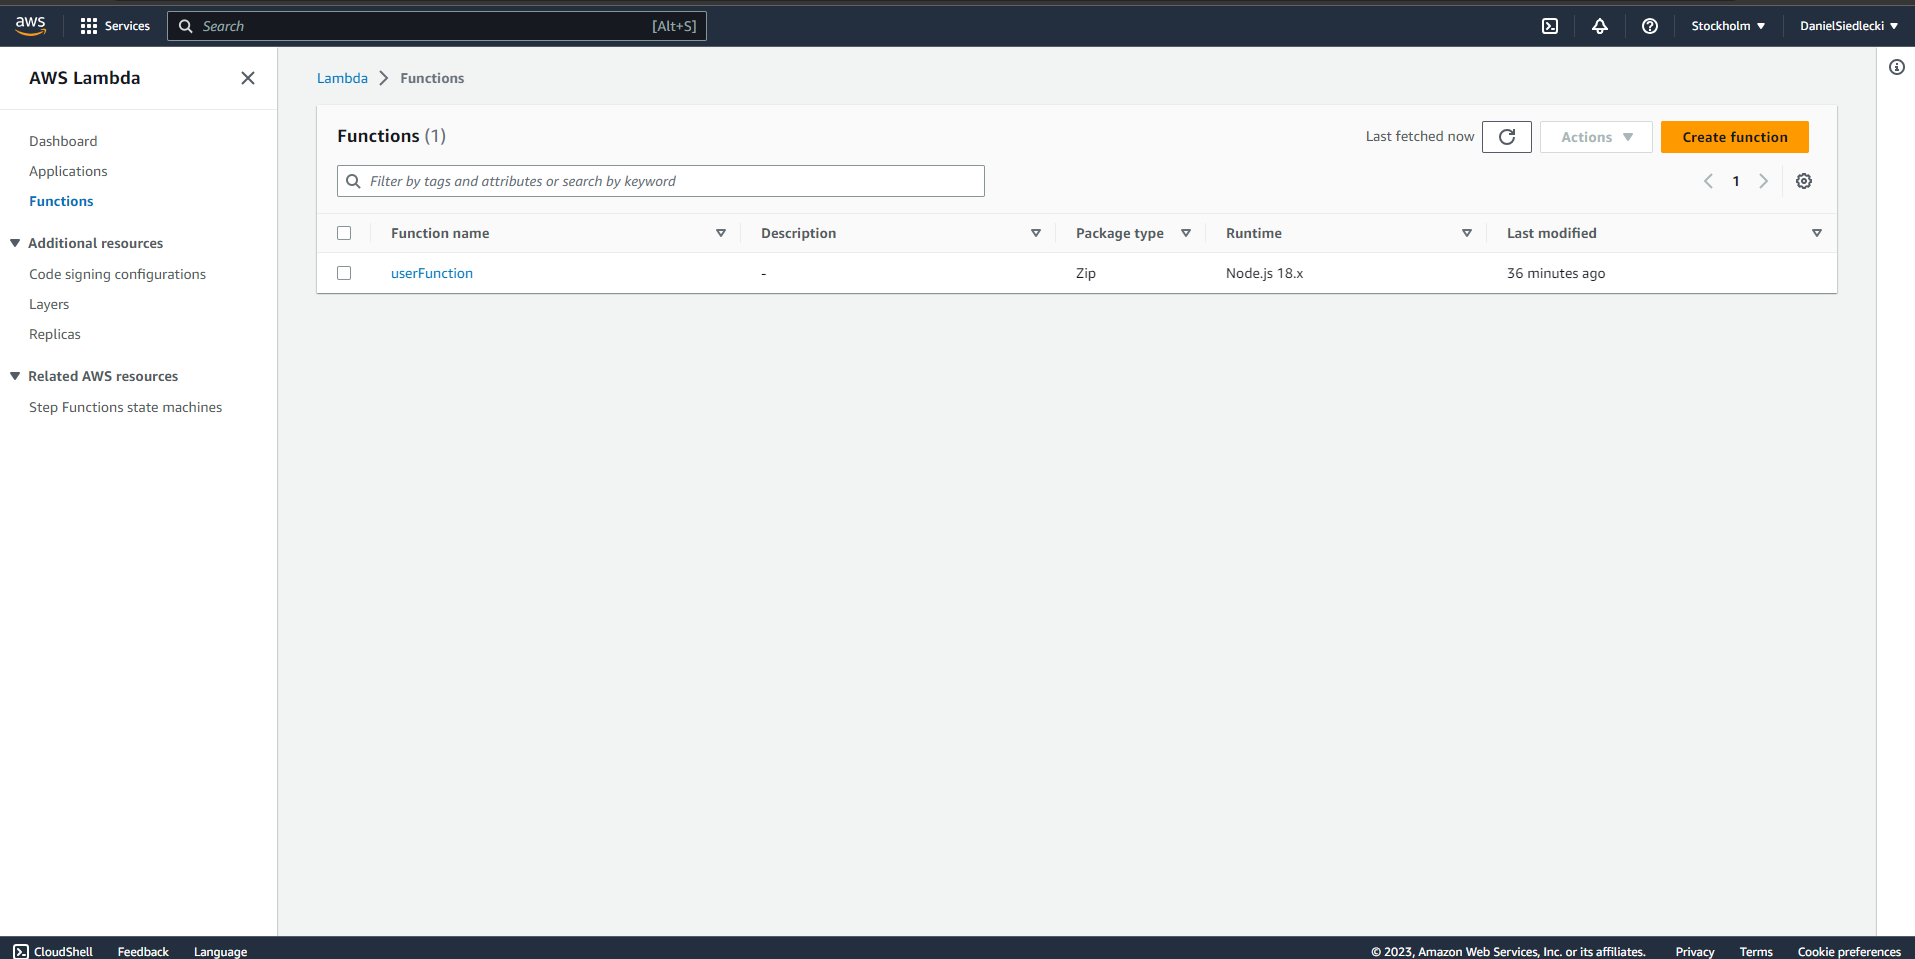 aws Services Search [Alt+S] Stockholm DanielSiedlecki
AWS Lambda
Dashboard
Applications
Functions
Additional resources
Code signing configurations
Layers
Replicas
Related AWS resources
Step Functions state machines
Lambda Functions
Functions (1) Last fetched now Actions Create function
Filter by tags and attributes or search by keyword 1
Function name Description Package type Runtime Last modified
userFunction - Zip Node.js 18.x 36 minutes ago
CloudShell Feedback Language © 2023, Amazon Web Services, Inc. or its affiliates. Privacy Terms Cookie preferences